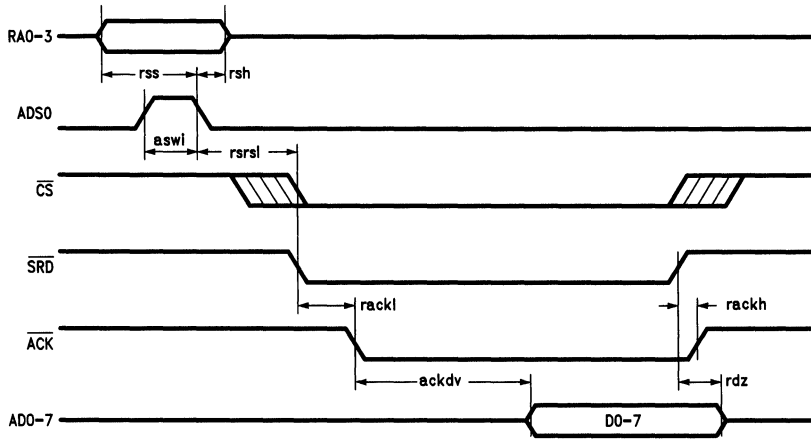 RA0-3
rss
rsh
ADS0
aswi
rsrsl
CS
SRD
rackl
rackh
ACK
ackdv
rdz
AD0-7
D0-7